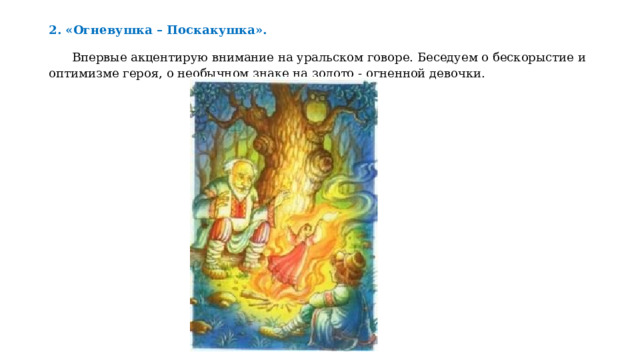 2. «Огневушка – Поскакушка».
Впервые акцентирую внимание на уральском говоре. Беседуем о бескорыстие и
оптимизме героя, о необычном знаке на золото - огненной девочки.